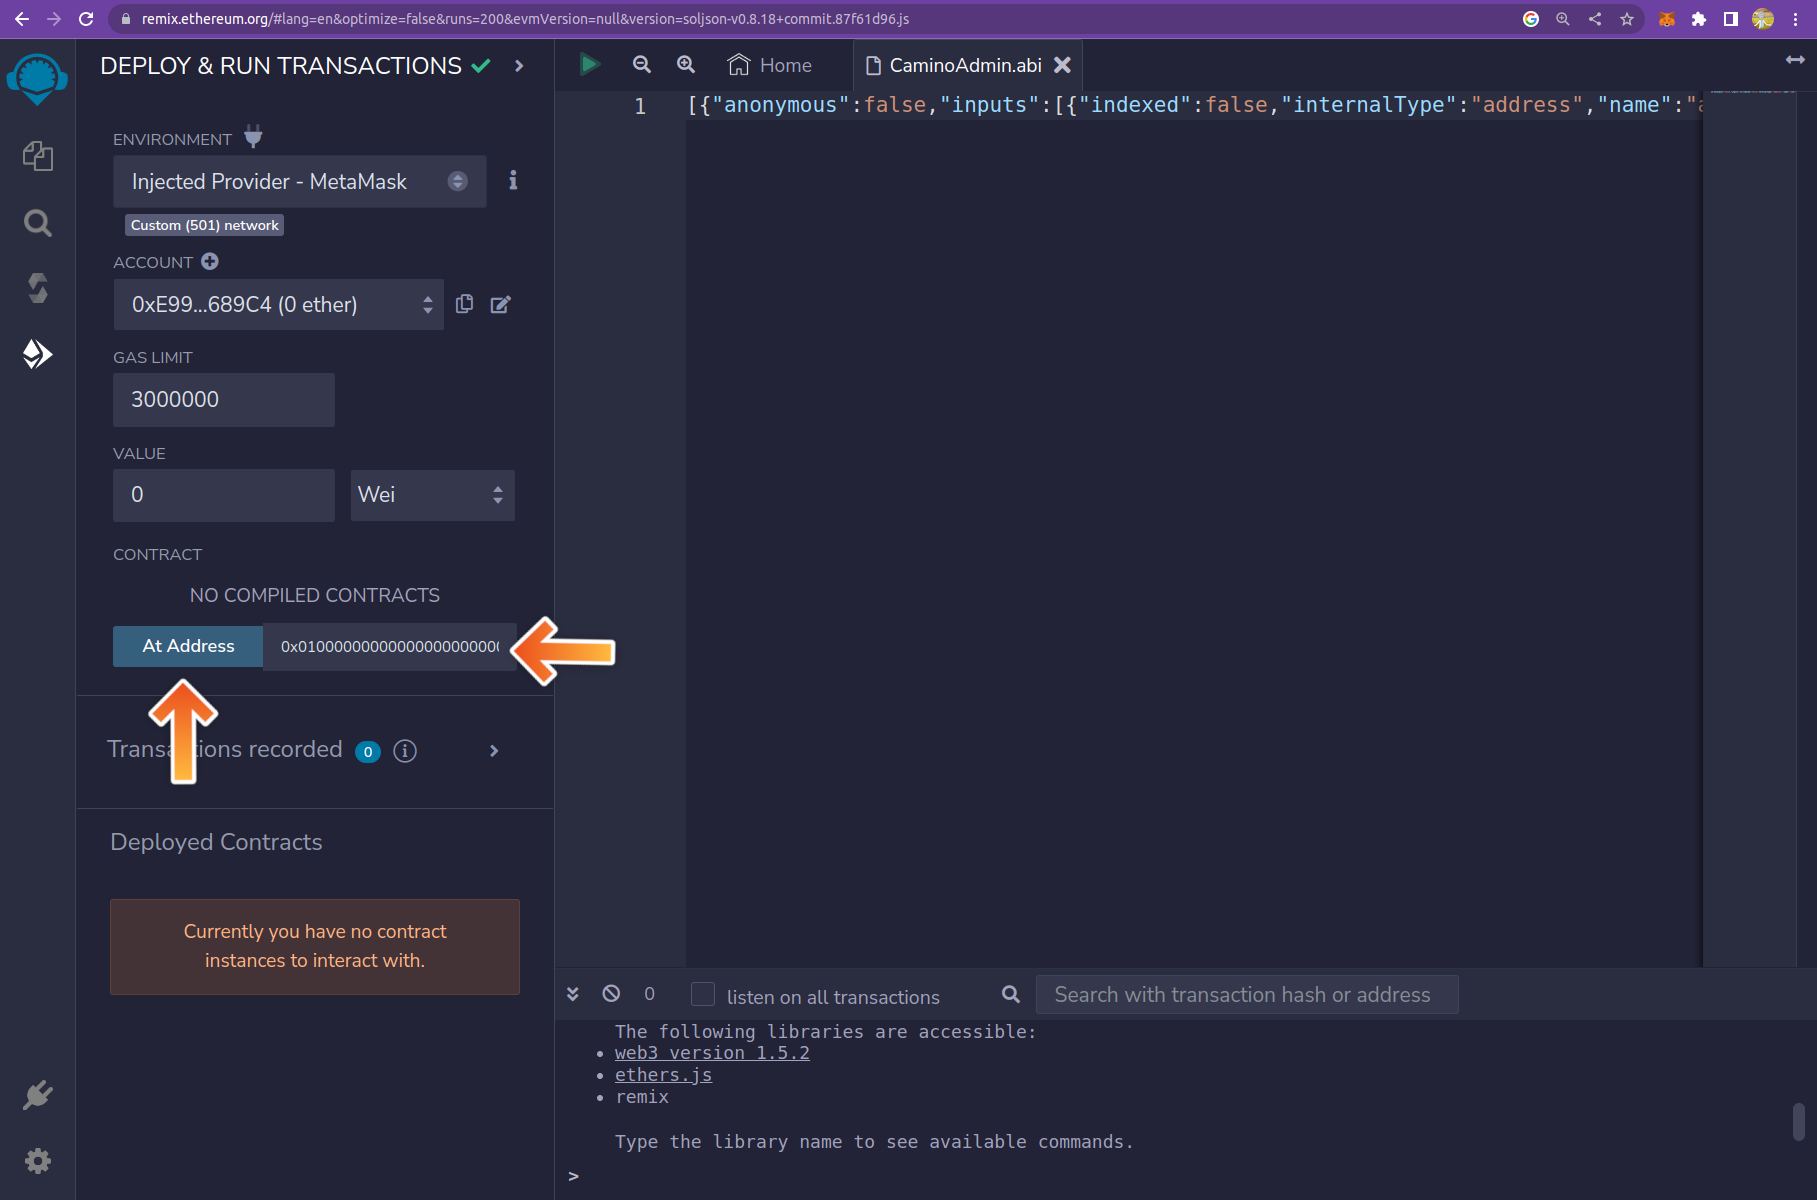 remix.ethereum.org/#lang=en&optimize=false&runs=200&evmVersion=null&version=soljson-v0.8.18+commit.87f61d96.js
DEPLOY & RUN TRANSACTIONS
ENVIRONMENT
Injected Provider - MetaMask
Custom (501) network
ACCOUNT
0xE99...689C4 (0 ether)
GAS LIMIT
3000000
VALUE
0
Wei
CONTRACT
NO COMPILED CONTRACTS
At Address
Transactions recorded 0
Deployed Contracts
Currently you have no contract
instances to interact with.
Home
CaminoAdmin.abi
1
[{"anonymous":false,"inputs":[{"indexed":false,"internalType":"address","name":"a
0
listen on all transactions
Search with transaction hash or address
The following libraries are accessible:
• web3 version 1.5.2
• ethers.js
• remix
Type the library name to see available commands.
>